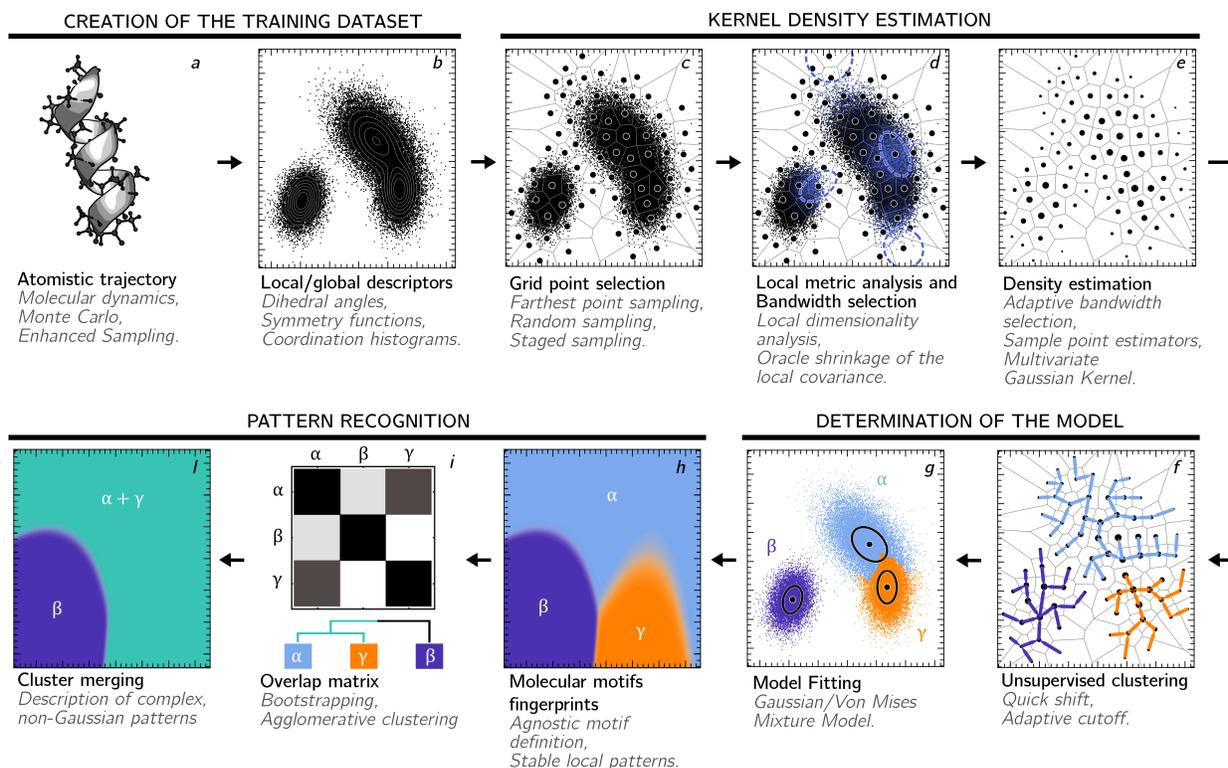 CREATION OF THE TRAINING DATASET
KERNEL DENSITY ESTIMATION
a
b
c
d
e
Atomistic trajectory
Molecular dynamics,
Monte Carlo,
Enhanced Sampling.
Local/global descriptors
Dihedral angles,
Symmetry functions,
Coordination histograms.
Grid point selection
Farthest point sampling,
Random sampling,
Staged sampling.
Local metric analysis and
Bandwidth selection
Local dimensionality
analysis,
Oracle shrinkage of the
local covariance.
Density estimation
Adaptive bandwidth
selection,
Sample point estimators,
Multivariate
Gaussian Kernel.
PATTERN RECOGNITION
DETERMINATION OF THE MODEL
l
α + γ
β
Cluster merging
Description of complex,
non-Gaussian patterns
i
α β γ
α
β
γ
α γ β
Overlap matrix
Bootstrapping,
Agglomerative clustering
h
α
β
γ
Molecular motifs
fingerprints
Agnostic motif
definition,
Stable local patterns.
g
α
β
γ
Model Fitting
Gaussian/Von Mises
Mixture Model.
f
Unsupervised clustering
Quick shift,
Adaptive cutoff.